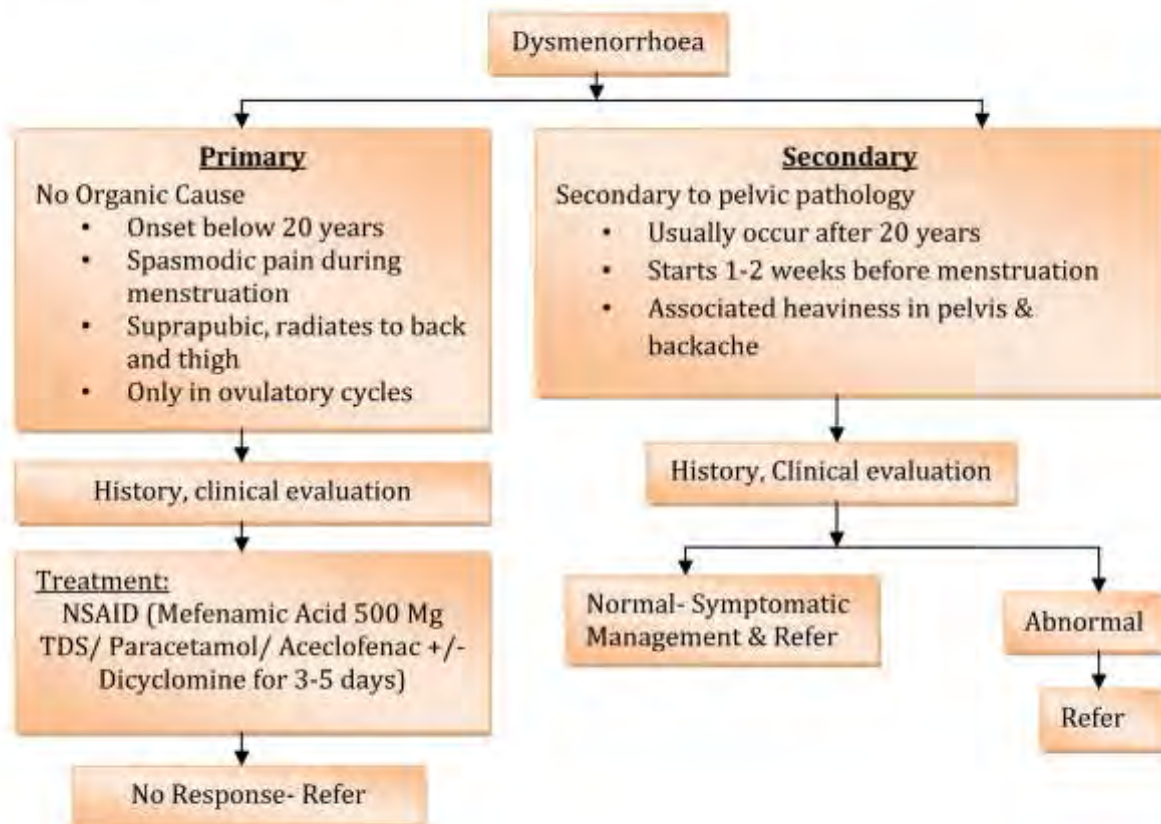 Dysmenorrhoea
Primary
No Organic Cause
• Onset below 20 years
• Spasmodic pain during
menstruation
• Suprapubic, radiates to back
and thigh
• Only in ovulatory cycles
History, clinical evaluation
Treatment:
NSAID (Mefenamic Acid 500 Mg
TDS/ Paracetamol/ Aceclofenac +/-
Dicyclomine for 3-5 days)
No Response- Refer
Secondary
Secondary to pelvic pathology
• Usually occur after 20 years
• Starts 1-2 weeks before menstruation
• Associated heaviness in pelvis &
backache
History, Clinical evaluation
Normal- Symptomatic
Management & Refer
Abnormal
Refer